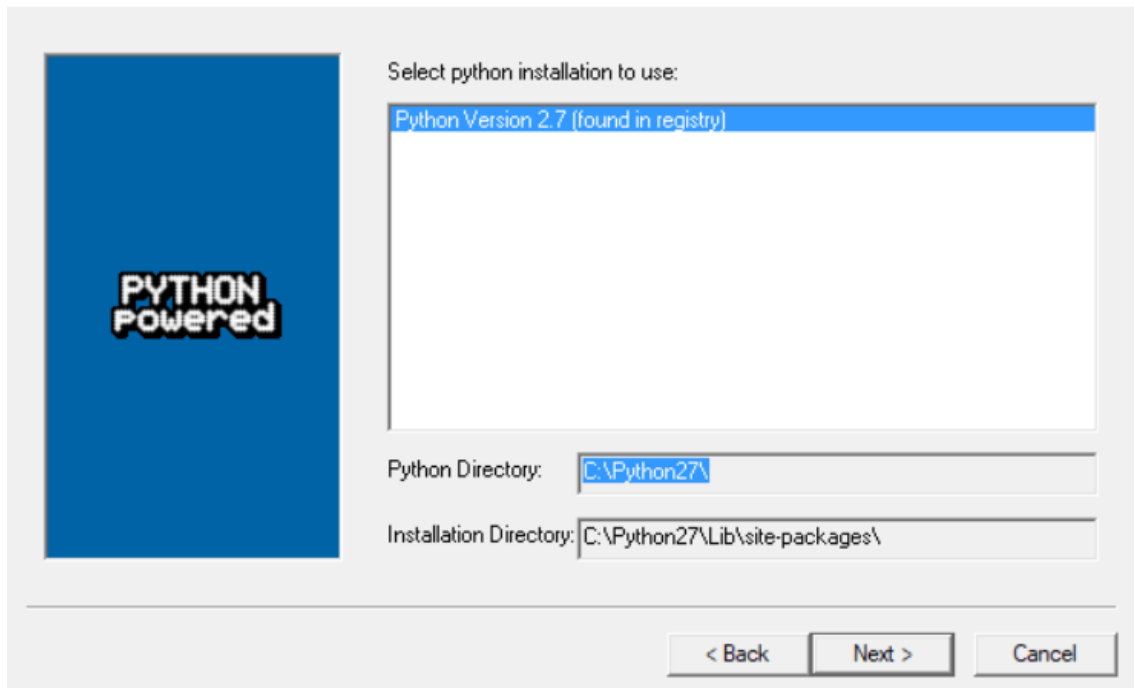 Select python installation to use:
Python Version 2.7 (found in registry)
PYTHON
powered
Python Directory: C:\Python27\
Installation Directory: C:\Python27\Lib\site-packages\
< Back Next > Cancel